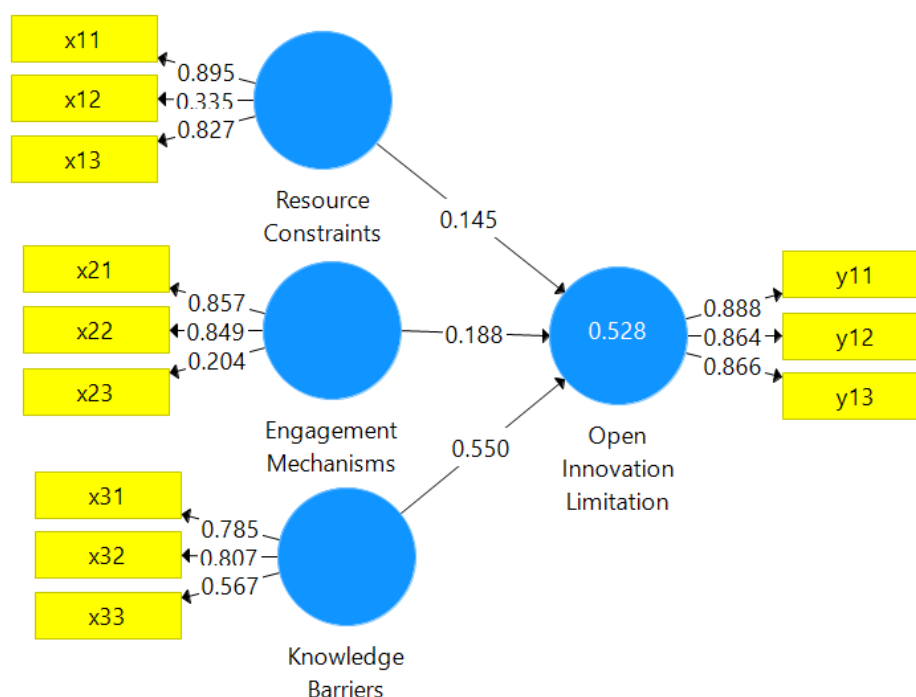 x11
0.895
x12
0.335
x13
0.827
Resource
Constraints
0.145
x21
0.857
x22
0.849
x23
0.204
Engagement
Mechanisms
0.188
x31
0.785
x32
0.807
x33
0.567
Knowledge
Barriers
0.550
0.528
Open
Innovation
Limitation
0.888
y11
0.864
y12
0.866
y13